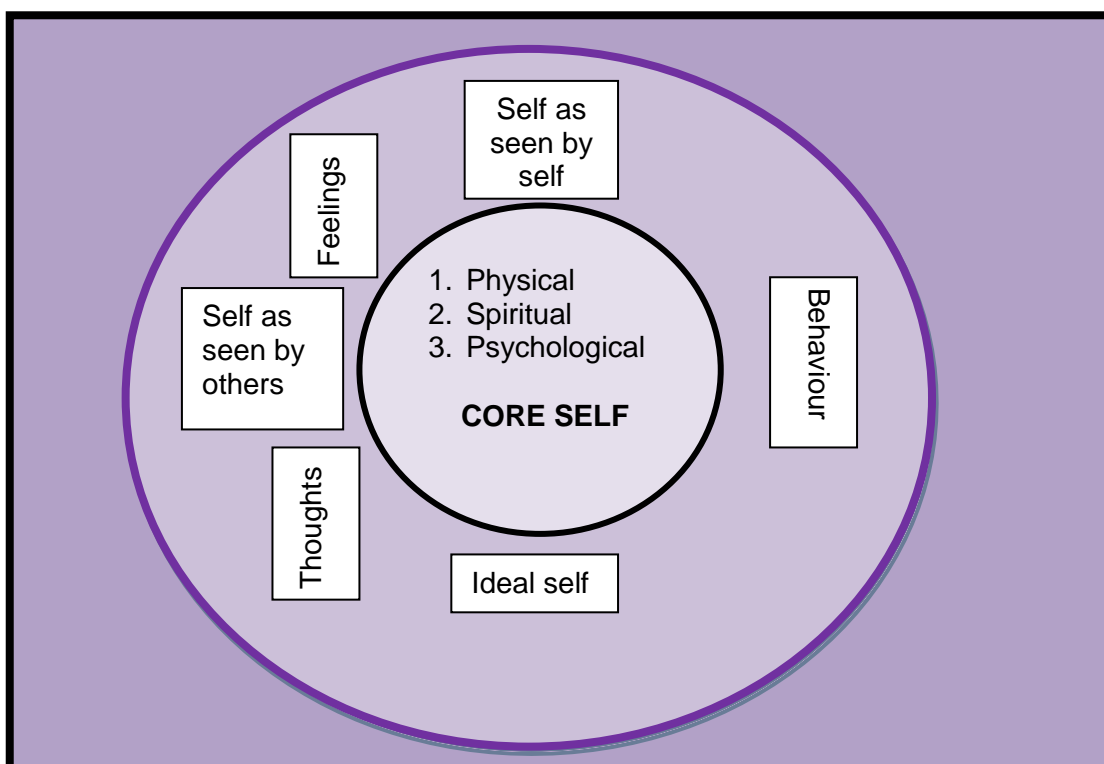 Self as
seen by
self
Feelings
1. Physical
2. Spiritual
3. Psychological
CORE SELF
Self as
seen by
others
Behaviour
Thoughts
Ideal self